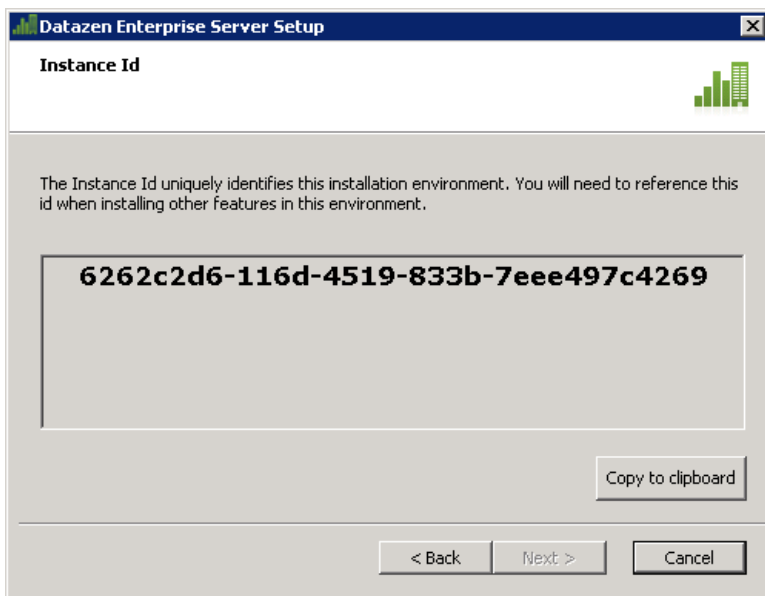 Datazen Enterprise Server Setup
Instance Id
The Instance Id uniquely identifies this installation environment. You will need to reference this
id when installing other features in this environment.
6262c2d6-116d-4519-833b-7eee497c4269
Copy to clipboard
< Back
Next >
Cancel